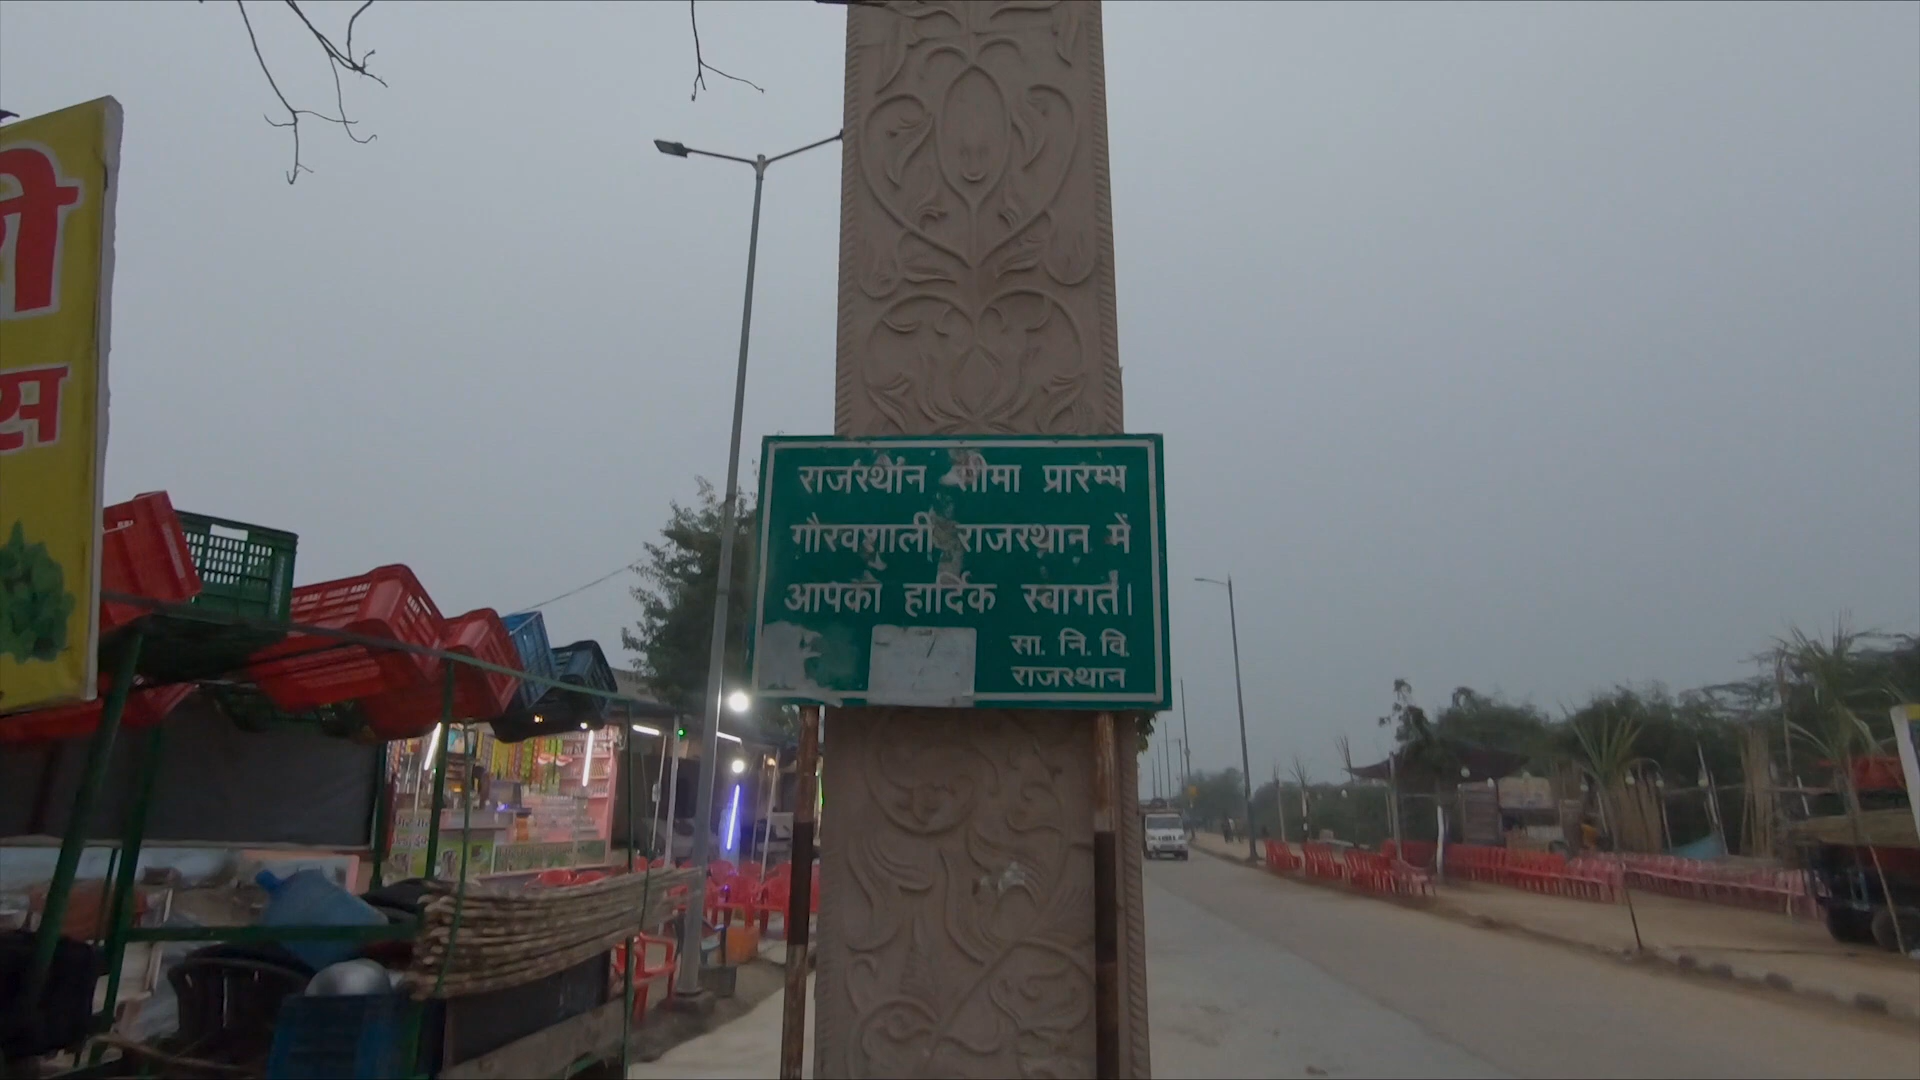 राजस्थान सीमा प्रारम्भ
गौरवशाली राजस्थान में
आपका हार्दिक स्वागत।
सा. नि. वि.
राजस्थान